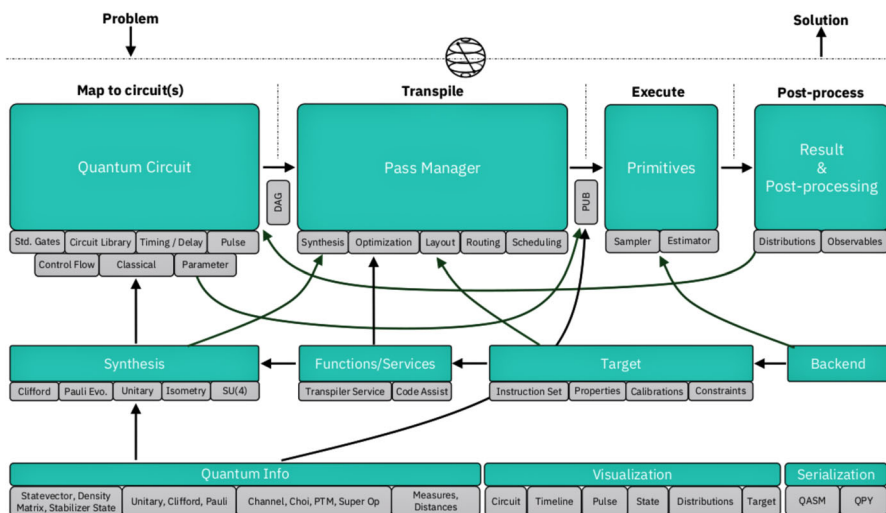 Problem
Solution
Map to circuit(s)
Transpile
Execute
Post-process
Quantum Circuit
Pass Manager
Primitives
Result
&
Post-processing
DAG
PUB
Std. Gates
Circuit Library
Timing / Delay
Pulse
Control Flow
Classical
Parameter
Synthesis
Optimization
Layout
Routing
Scheduling
Sampler
Estimator
Distributions
Observables
Synthesis
Clifford
Pauli Evo.
Unitary
Isometry
SU(4)
Functions/Services
Transpiler Service
Code Assist
Target
Instruction Set
Properties
Calibrations
Constraints
Backend
Quantum Info
Statevector, Density
Matrix, Stabilizer State
Unitary, Clifford, Pauli
Channel, Choi, PTM, Super Op
Measures,
Distances
Visualization
Circuit
Timeline
Pulse
State
Distributions
Target
Serialization
QASM
QPY